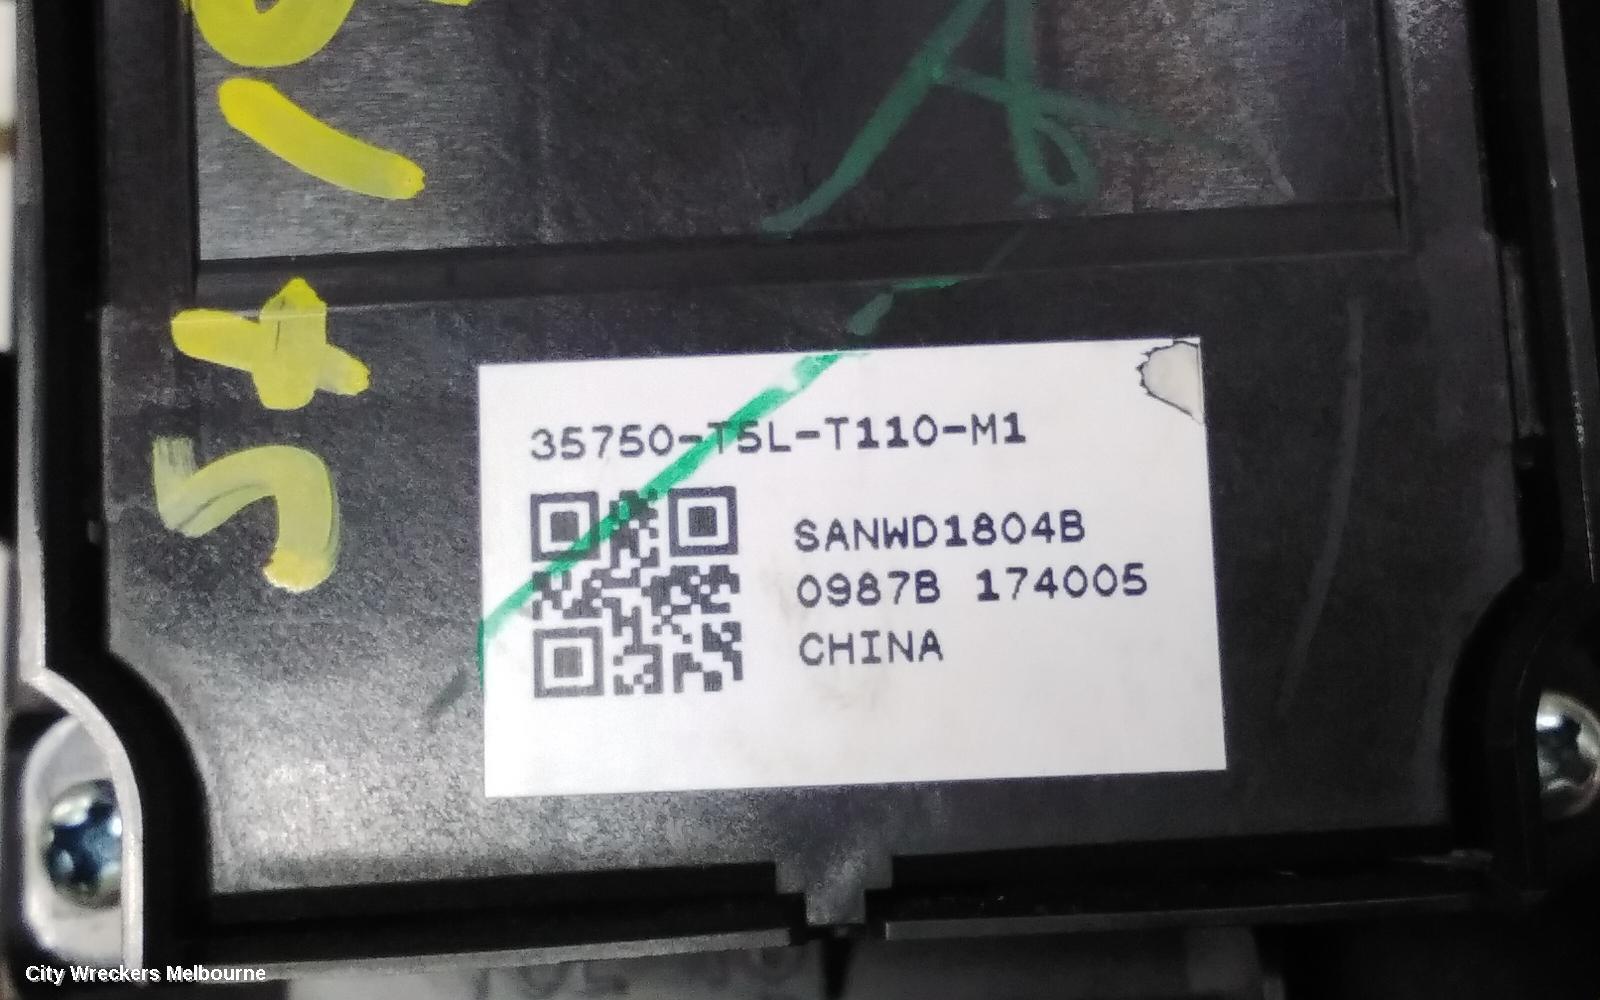 35750-T5L-T110-M1
SANWD1804B
0987B 174005
CHINA
City Wreckers Melbourne